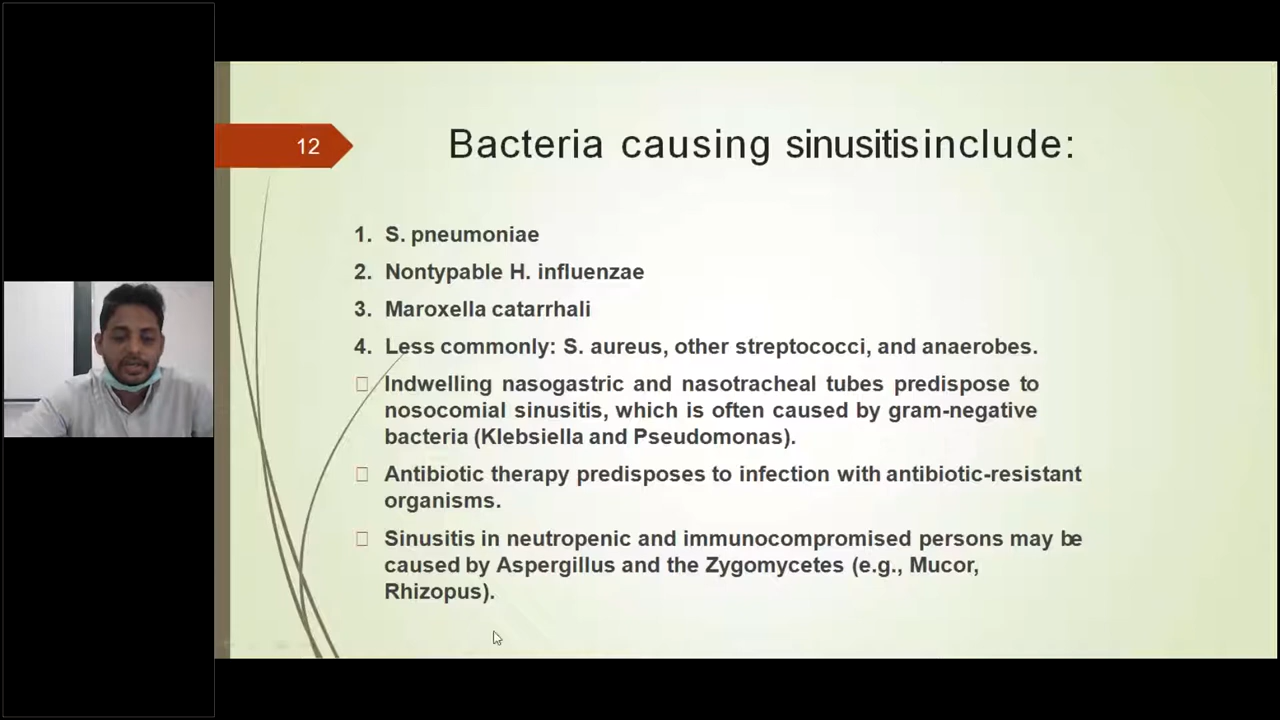 12
Bacteria causing sinusitis include:
1. S. pneumoniae
2. Nontypable H. influenzae
3. Maroxella catarrhali
4. Less commonly: S. aureus, other streptococci, and anaerobes.
Indwelling nasogastric and nasotracheal tubes predispose to
nosocomial sinusitis, which is often caused by gram-negative
bacteria (Klebsiella and Pseudomonas).
Antibiotic therapy predisposes to infection with antibiotic-resistant
organisms.
Sinusitis in neutropenic and immunocompromised persons may be
caused by Aspergillus and the Zygomycetes (e.g., Mucor,
Rhizopus).